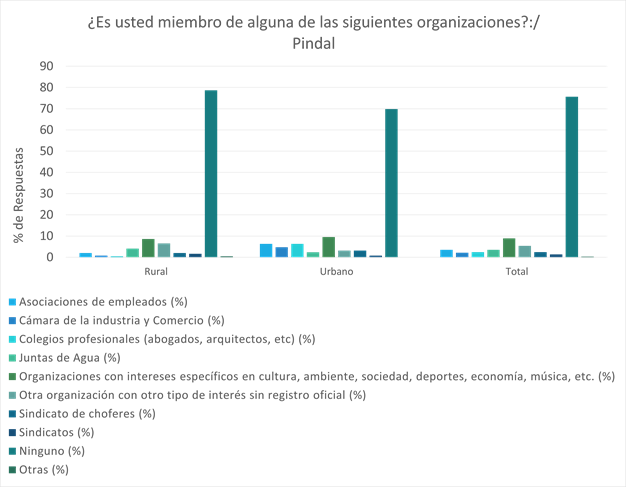 ¿Es usted miembro de alguna de las siguientes organizaciones?:/
Pindal
90
80
70
60
50
40
30
20
10
0
% de Respuestas
Rural
Urbano
Total
Asociaciones de empleados (%)
Cámara de la industria y Comercio (%)
Colegios profesionales (abogados, arquitectos, etc) (%)
Juntas de Agua (%)
Organizaciones con intereses específicos en cultura, ambiente, sociedad, deportes, economía, música, etc. (%)
Otra organización con otro tipo de interés sin registro oficial (%)
Sindicato de choferes (%)
Sindicatos (%)
Ninguno (%)
Otras (%)